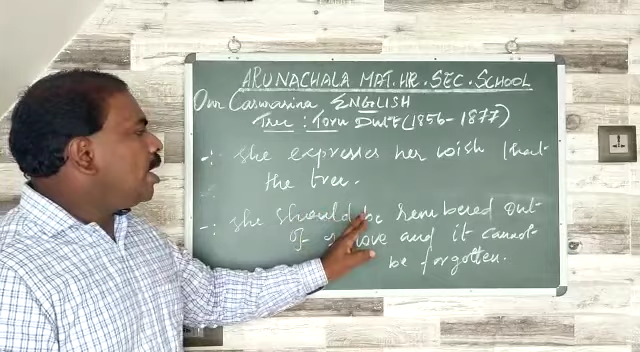 ARUNACHALA MAT. HR. SEC. SCHOOL
Our Casuarina ENGLISH
Tree : Toru Dutt (1856-1877)
-: She expresses her wish that
the tree.
-: She should be remembered out
of love and it cannot
be forgotten.